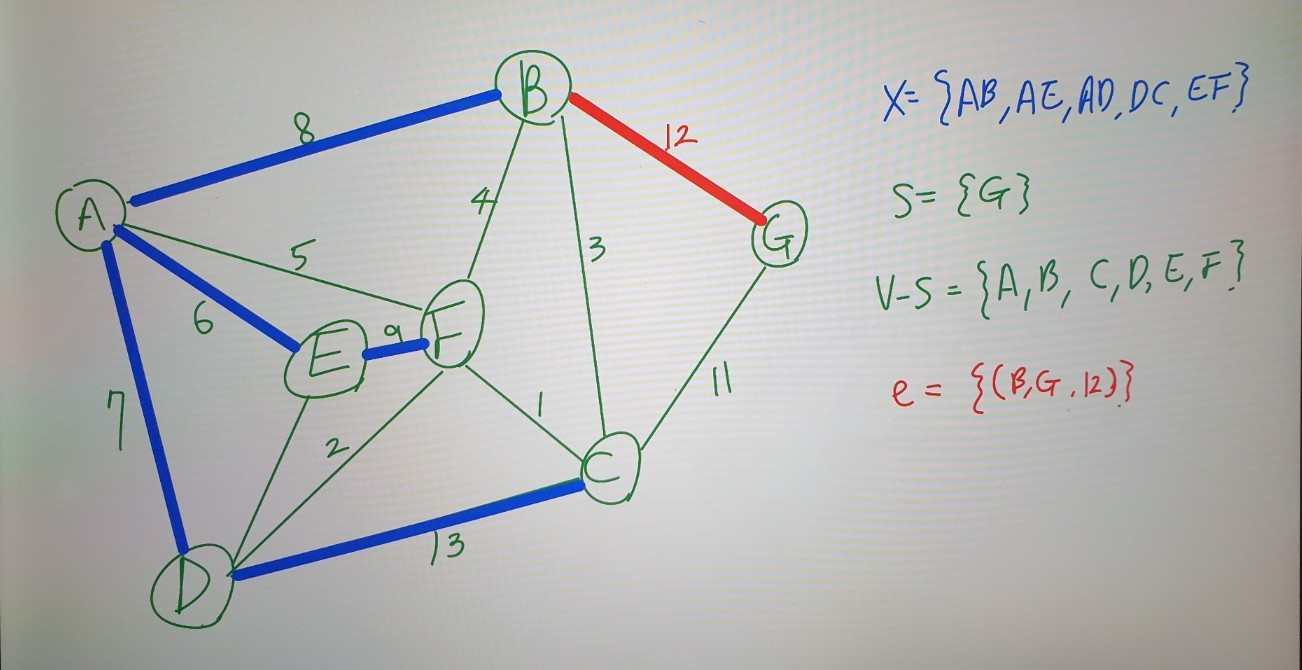 B
8
12
X= {AB, AE, AD, DC, EF}
A
4
S= {G}
5
3
G
6
E
9
F
V-S = {A, B, C, D, E, F}
7
2
1
11
e = {(B,G,12)}
C
13
D